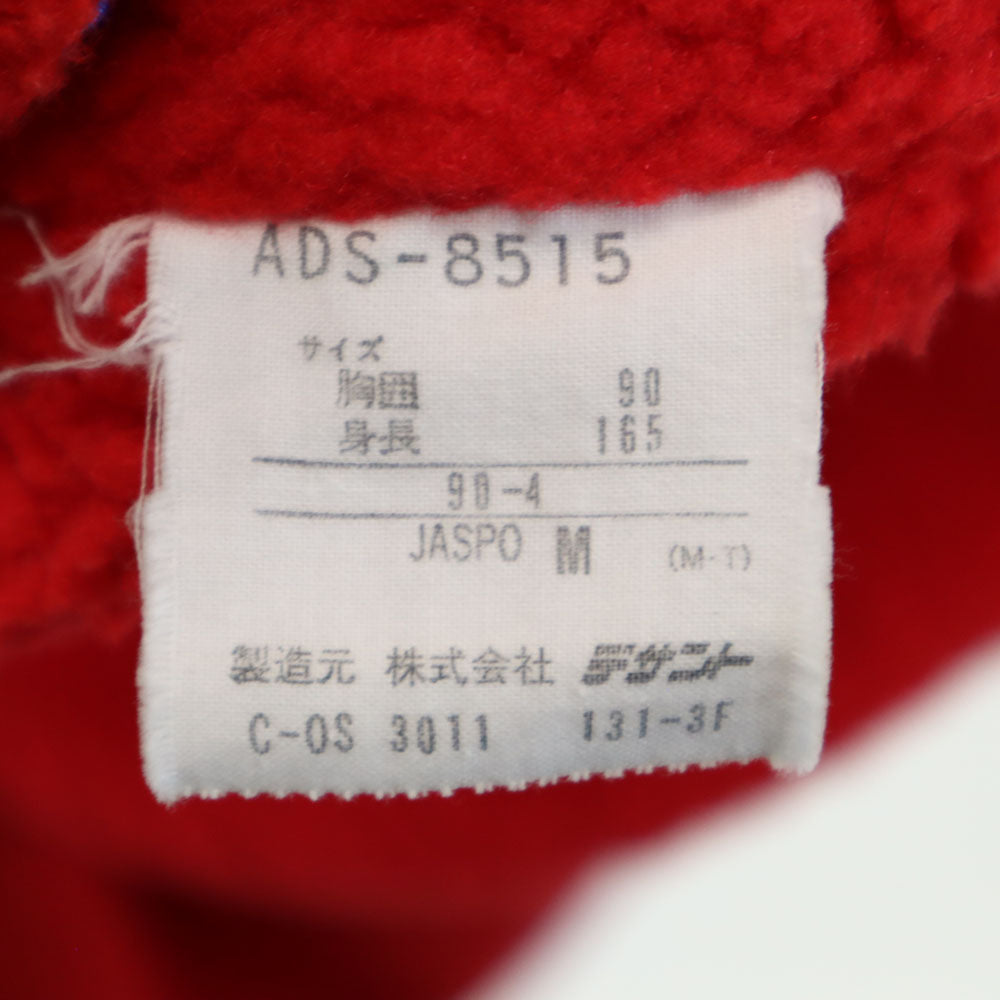 ADS-8515
サイズ
胸囲 90
身長 165
90-4
JASPO M (M-T)
製造元 株式会社 デサント
C-OS 3011 131-3F